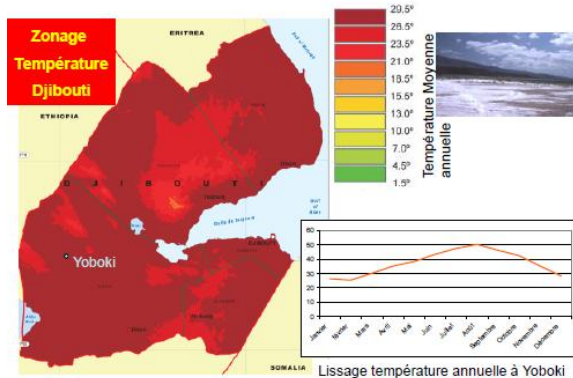 Zonage
Température
Djibouti
ERITREA
ETHIOPIA
DJIBOUTI
Yoboki
SOMALIA
29.5°
26.5°
23.5°
21.0°
18.5°
15.5°
13.0°
7.0°
4.5°
1.5°
Température Moyenne
annuelle
60
50
40
30
20
10
0
Janvier
février
Mars
Avril
Mai
Juin
Juillet
Août
Septembre
Octobre
Novembre
Décembre
Lissage température annuelle à Yoboki